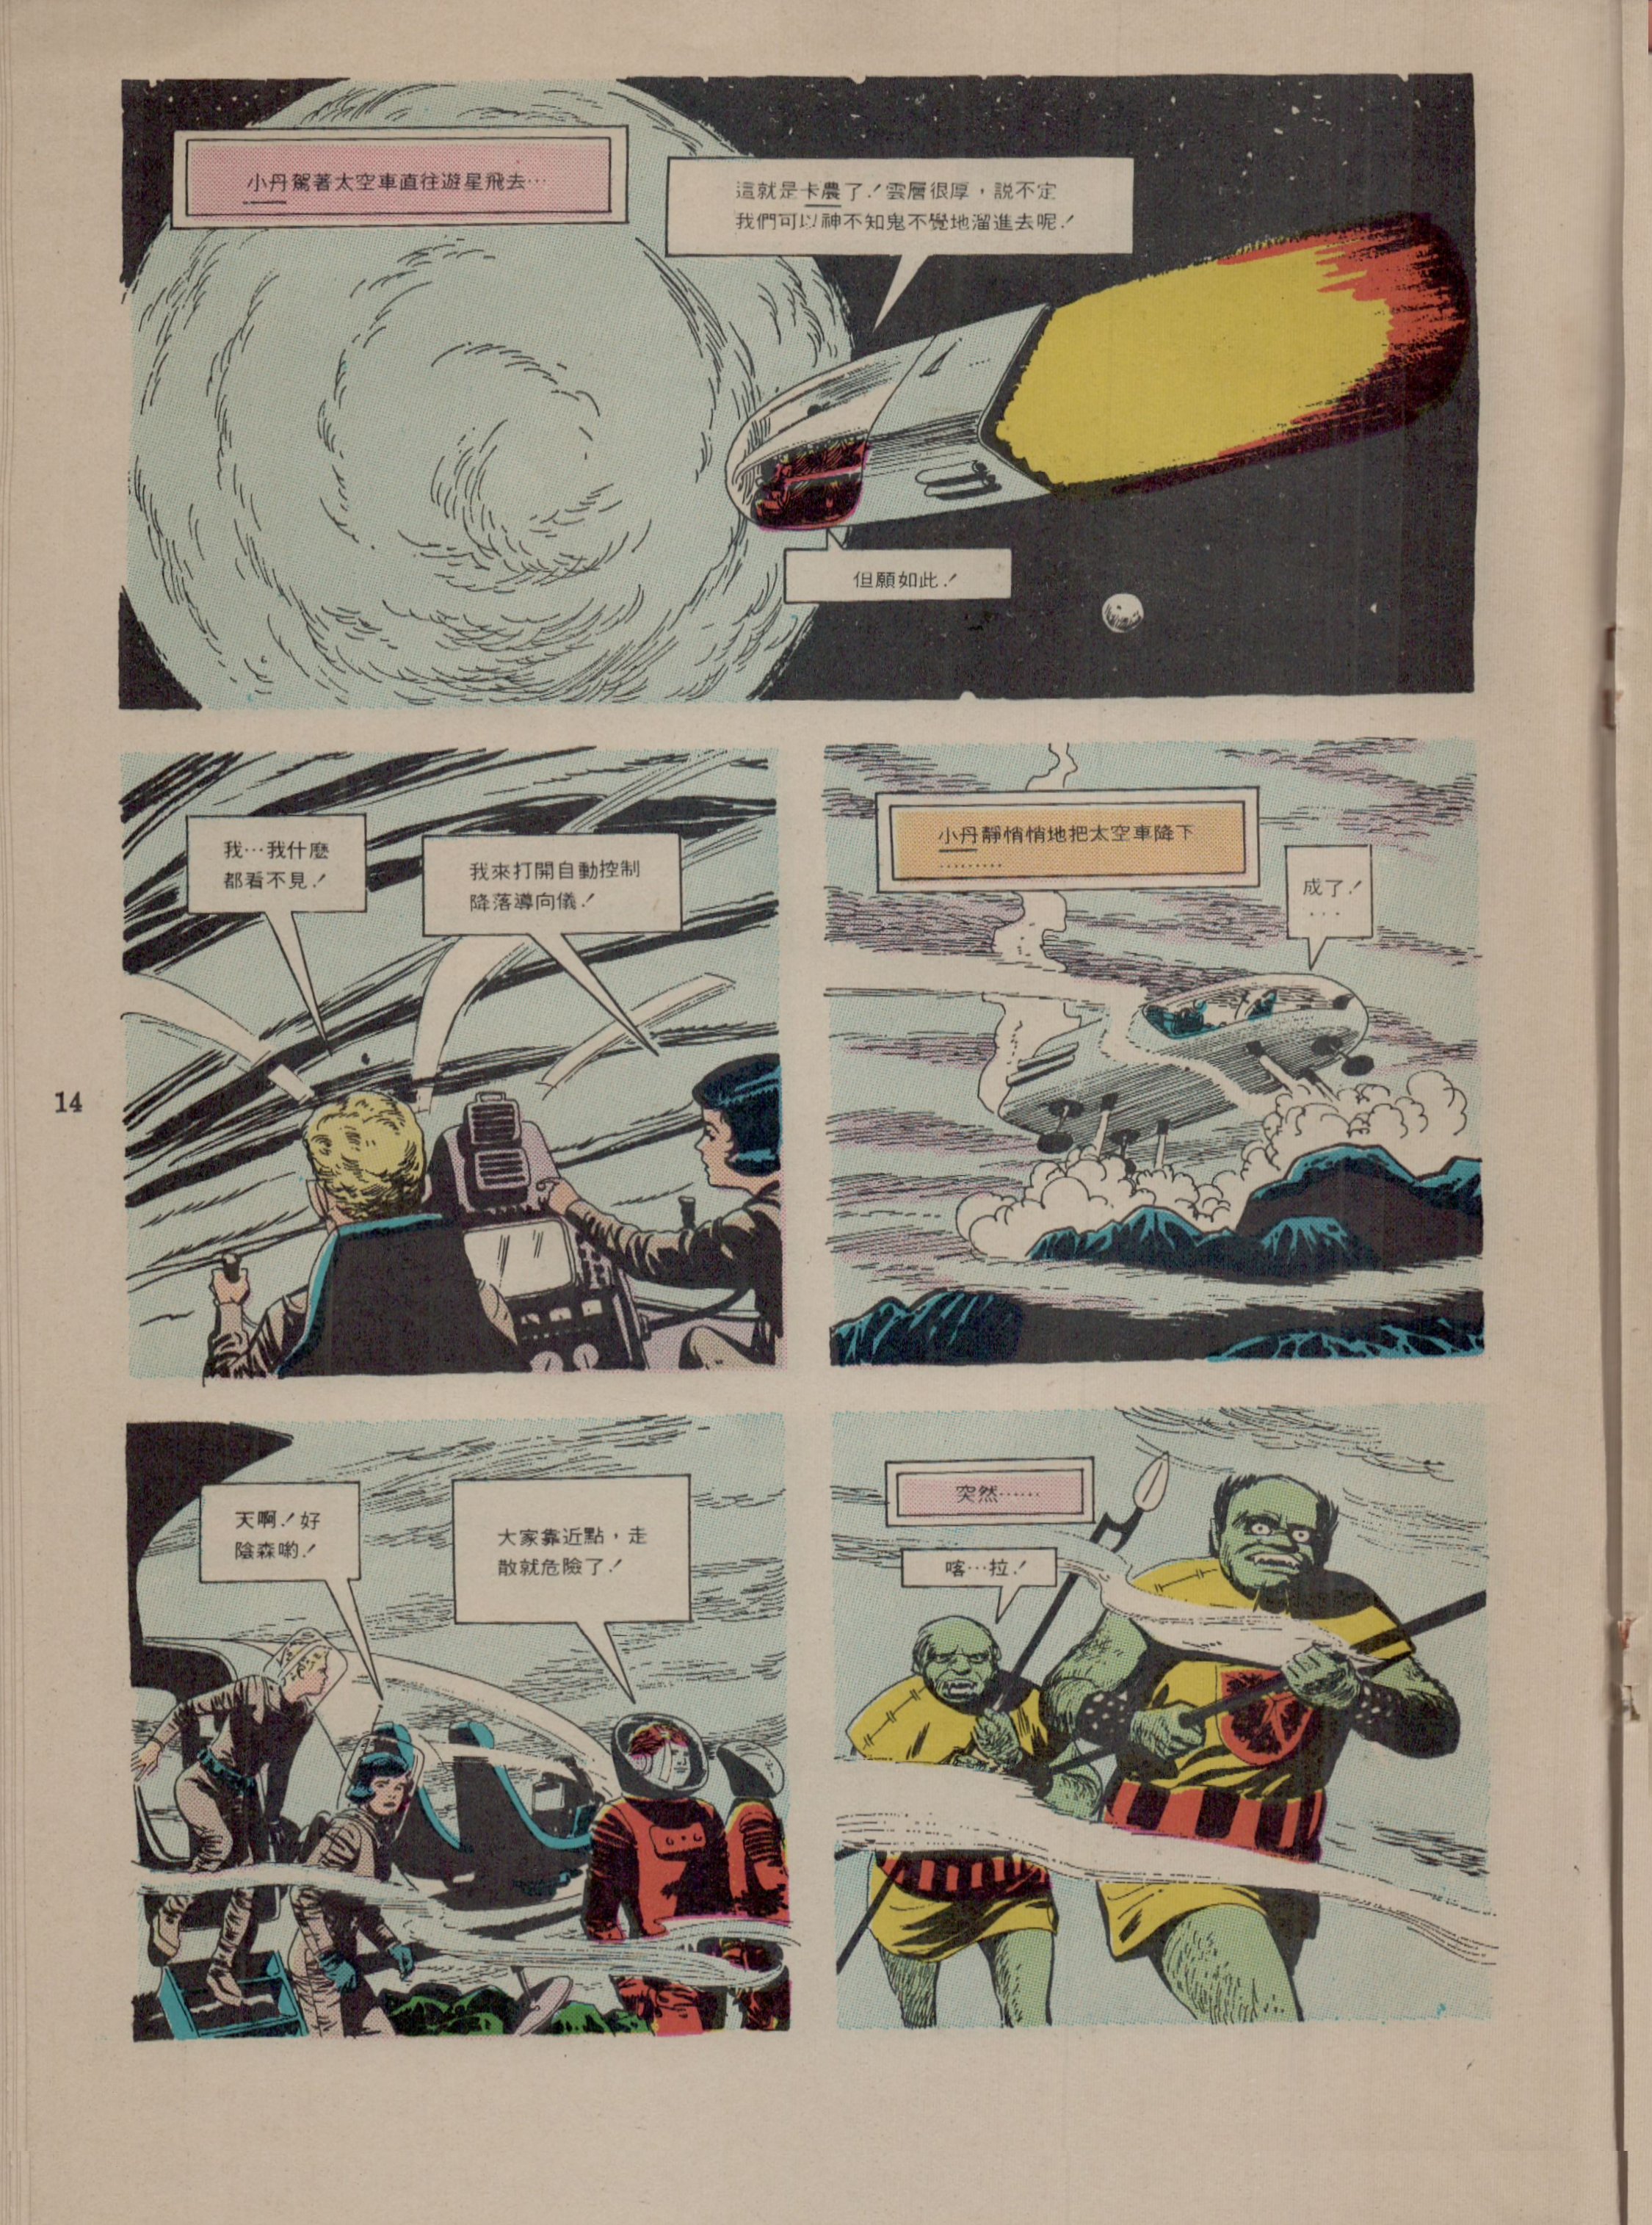 小丹駕著太空車直往遊星飛去…
這就是卡農了！雲層很厚，説不定
我們可以神不知鬼不覺地溜進去呢！
但願如此！
我…我什麼
都看不見！
我來打開自動控制
降落導向儀！
小丹靜悄悄地把太空車降下
………
成了！
...
14
天啊！好
陰森喲！
大家靠近點，走
散就危險了！
突然……
喀…拉！